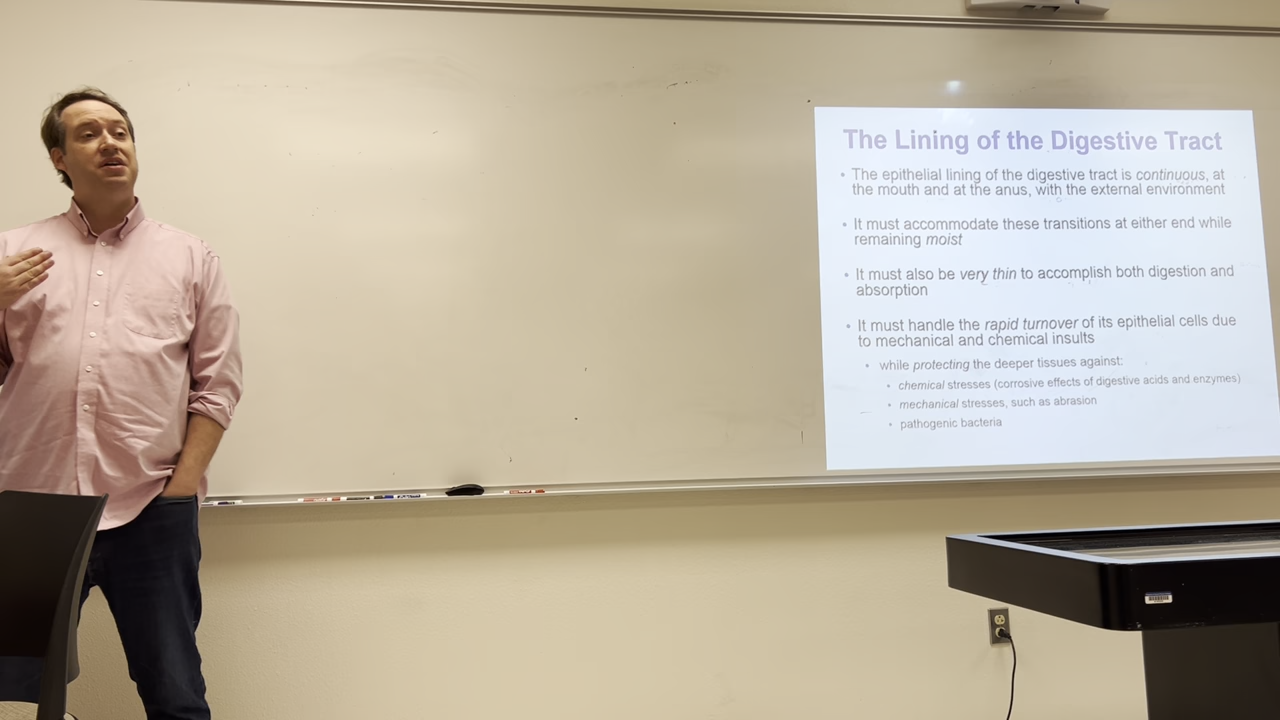 The Lining of the Digestive Tract
• The epithelial lining of the digestive tract is continuous, at
the mouth and at the anus, with the external environment
• It must accommodate these transitions at either end while
remaining moist
• It must also be very thin to accomplish both digestion and
absorption
• It must handle the rapid turnover of its epithelial cells due
to mechanical and chemical insults
• while protecting the deeper tissues against:
• chemical stresses (corrosive effects of digestive acids and enzymes)
• mechanical stresses, such as abrasion
• pathogenic bacteria